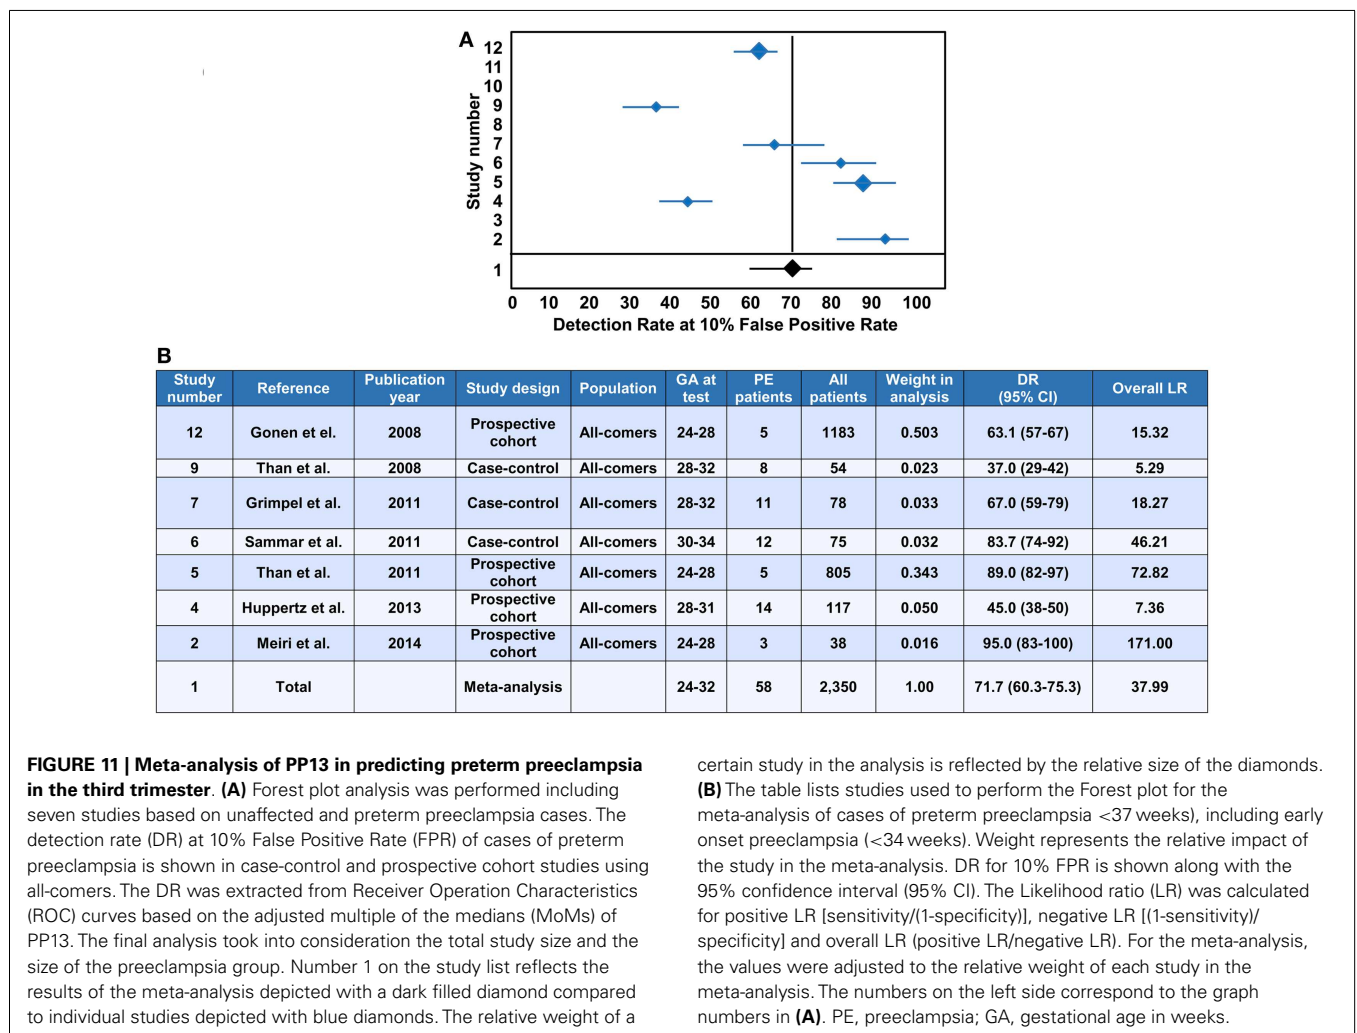 A
12
11
10
9
8
7
6
5
4
3
2
1
Study number
0 10 20 30 40 50 60 70 80 90 100
Detection Rate at 10% False Positive Rate
B
Study number | Reference | Publication year | Study design | Population | GA at test | PE patients | All patients | Weight in analysis | DR (95% CI) | Overall LR
12 | Gonen et el. | 2008 | Prospective cohort | All-comers | 24-28 | 5 | 1183 | 0.503 | 63.1 (57-67) | 15.32
9 | Than et al. | 2008 | Case-control | All-comers | 28-32 | 8 | 54 | 0.023 | 37.0 (29-42) | 5.29
7 | Grimpel et al. | 2011 | Case-control | All-comers | 28-32 | 11 | 78 | 0.033 | 67.0 (59-79) | 18.27
6 | Sammar et al. | 2011 | Case-control | All-comers | 30-34 | 12 | 75 | 0.032 | 83.7 (74-92) | 46.21
5 | Than et al. | 2011 | Prospective cohort | All-comers | 24-28 | 5 | 805 | 0.343 | 89.0 (82-97) | 72.82
4 | Huppertz et al. | 2013 | Prospective cohort | All-comers | 28-31 | 14 | 117 | 0.050 | 45.0 (38-50) | 7.36
2 | Meiri et al. | 2014 | Prospective cohort | All-comers | 24-28 | 3 | 38 | 0.016 | 95.0 (83-100) | 171.00
1 | Total | | Meta-analysis | | 24-32 | 58 | 2,350 | 1.00 | 71.7 (60.3-75.3) | 37.99
FIGURE 11 | Meta-analysis of PP13 in predicting preterm preeclampsia
in the third trimester. (A) Forest plot analysis was performed including
seven studies based on unaffected and preterm preeclampsia cases. The
detection rate (DR) at 10% False Positive Rate (FPR) of cases of preterm
preeclampsia is shown in case-control and prospective cohort studies using
all-comers. The DR was extracted from Receiver Operation Characteristics
(ROC) curves based on the adjusted multiple of the medians (MoMs) of
PP13. The final analysis took into consideration the total study size and the
size of the preeclampsia group. Number 1 on the study list reflects the
results of the meta-analysis depicted with a dark filled diamond compared
to individual studies depicted with blue diamonds. The relative weight of a
certain study in the analysis is reflected by the relative size of the diamonds.
(B) The table lists studies used to perform the Forest plot for the
meta-analysis of cases of preterm preeclampsia <37 weeks), including early
onset preeclampsia (<34 weeks). Weight represents the relative impact of
the study in the meta-analysis. DR for 10% FPR is shown along with the
95% confidence interval (95% CI). The Likelihood ratio (LR) was calculated
for positive LR [sensitivity/(1-specificity)], negative LR [(1-sensitivity)/
specificity] and overall LR (positive LR/negative LR). For the meta-analysis,
the values were adjusted to the relative weight of each study in the
meta-analysis. The numbers on the left side correspond to the graph
numbers in (A). PE, preeclampsia; GA, gestational age in weeks.